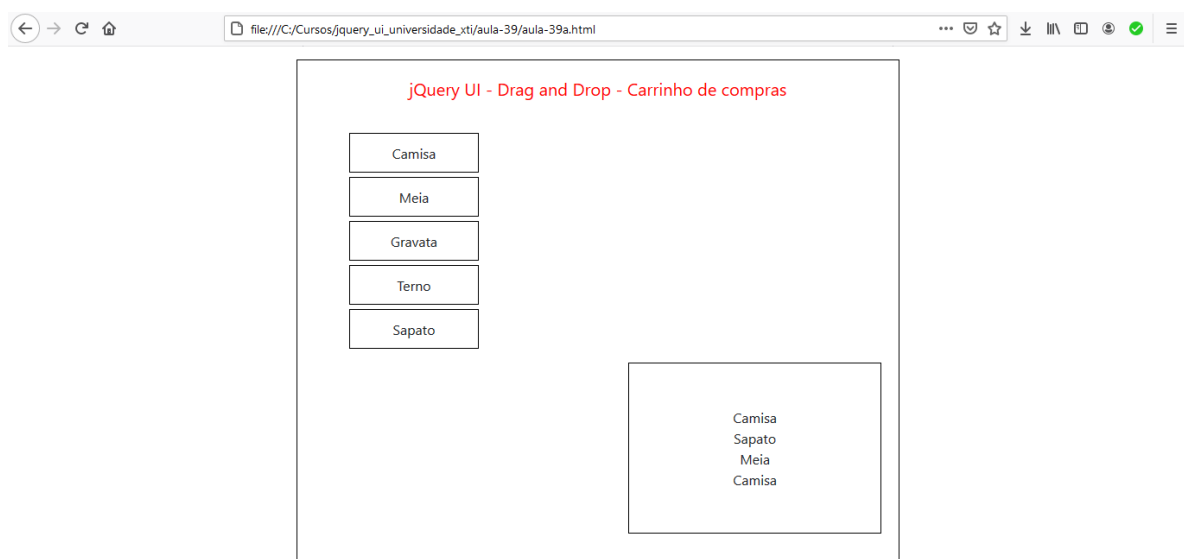 file:///C:/Cursos/jquery_ui_universidade_xti/aula-39/aula-39a.html
jQuery UI - Drag and Drop - Carrinho de compras
Camisa
Meia
Gravata
Terno
Sapato
Camisa
Sapato
Meia
Camisa